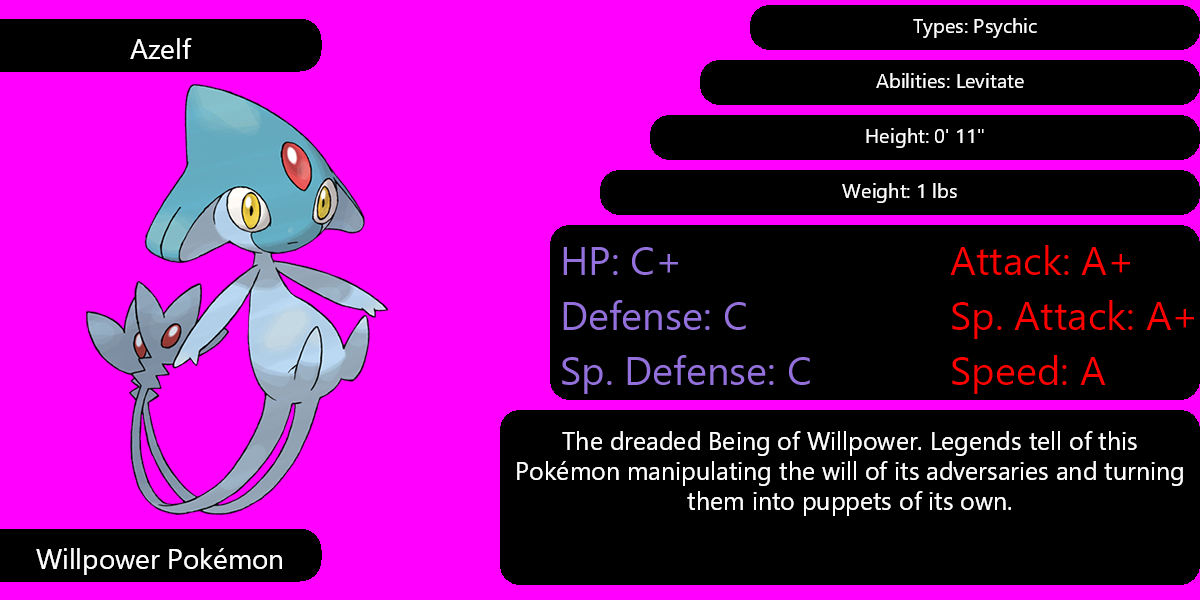 Azelf
Willpower Pokémon
Types: Psychic
Abilities: Levitate
Height: 0' 11"
Weight: 1 lbs
HP: C+
Attack: A+
Defense: C
Sp. Attack: A+
Sp. Defense: C
Speed: A
The dreaded Being of Willpower. Legends tell of this
Pokémon manipulating the will of its adversaries and turning
them into puppets of its own.